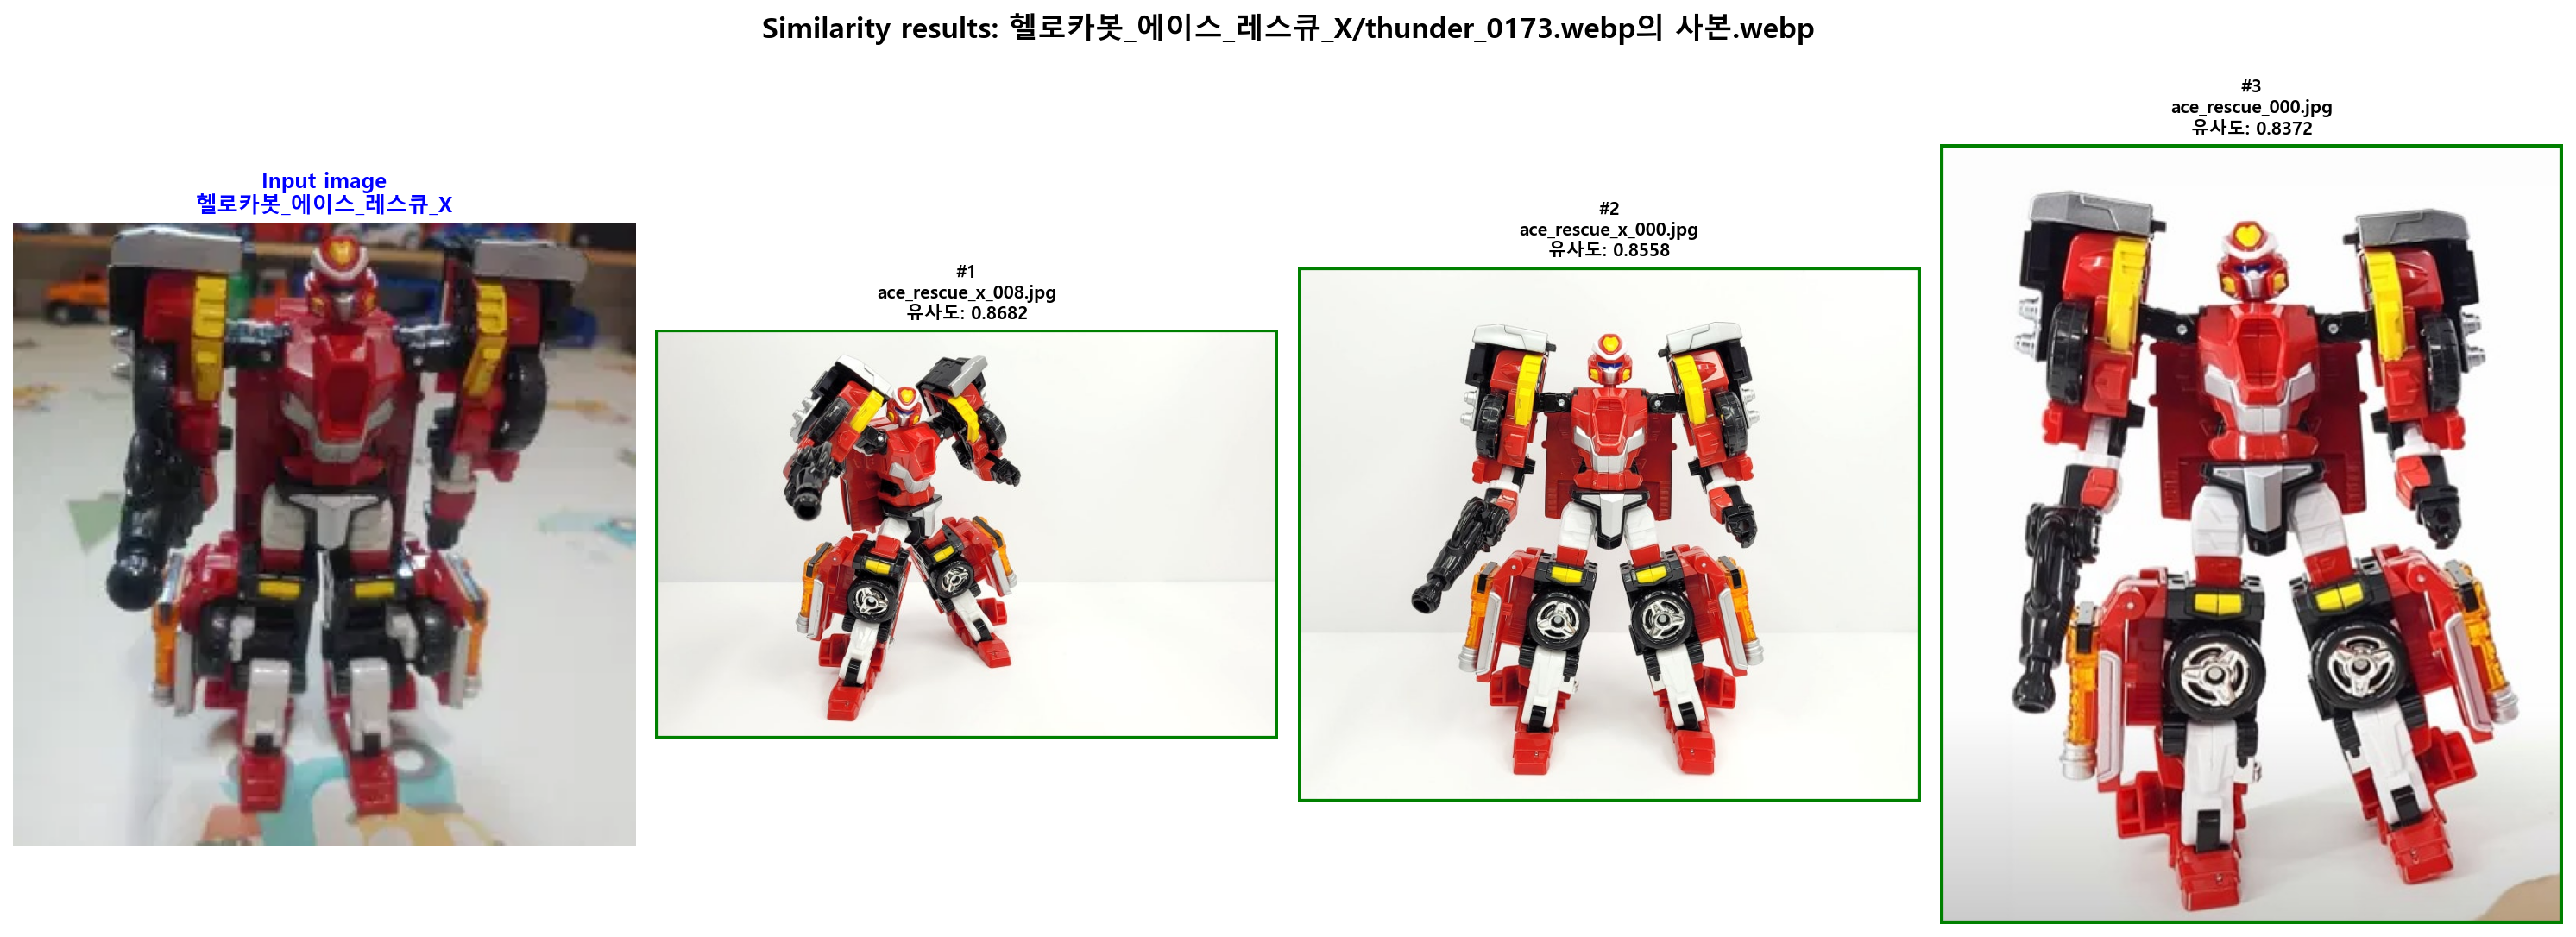 Similarity results: 헬로카봇_에이스_레스큐_X/thunder_0173.webp의 사본.webp
Input image
헬로카봇_에이스_레스큐_X
#1
ace_rescue_x_008.jpg
유사도: 0.8682
#2
ace_rescue_x_000.jpg
유사도: 0.8558
#3
ace_rescue_000.jpg
유사도: 0.8372